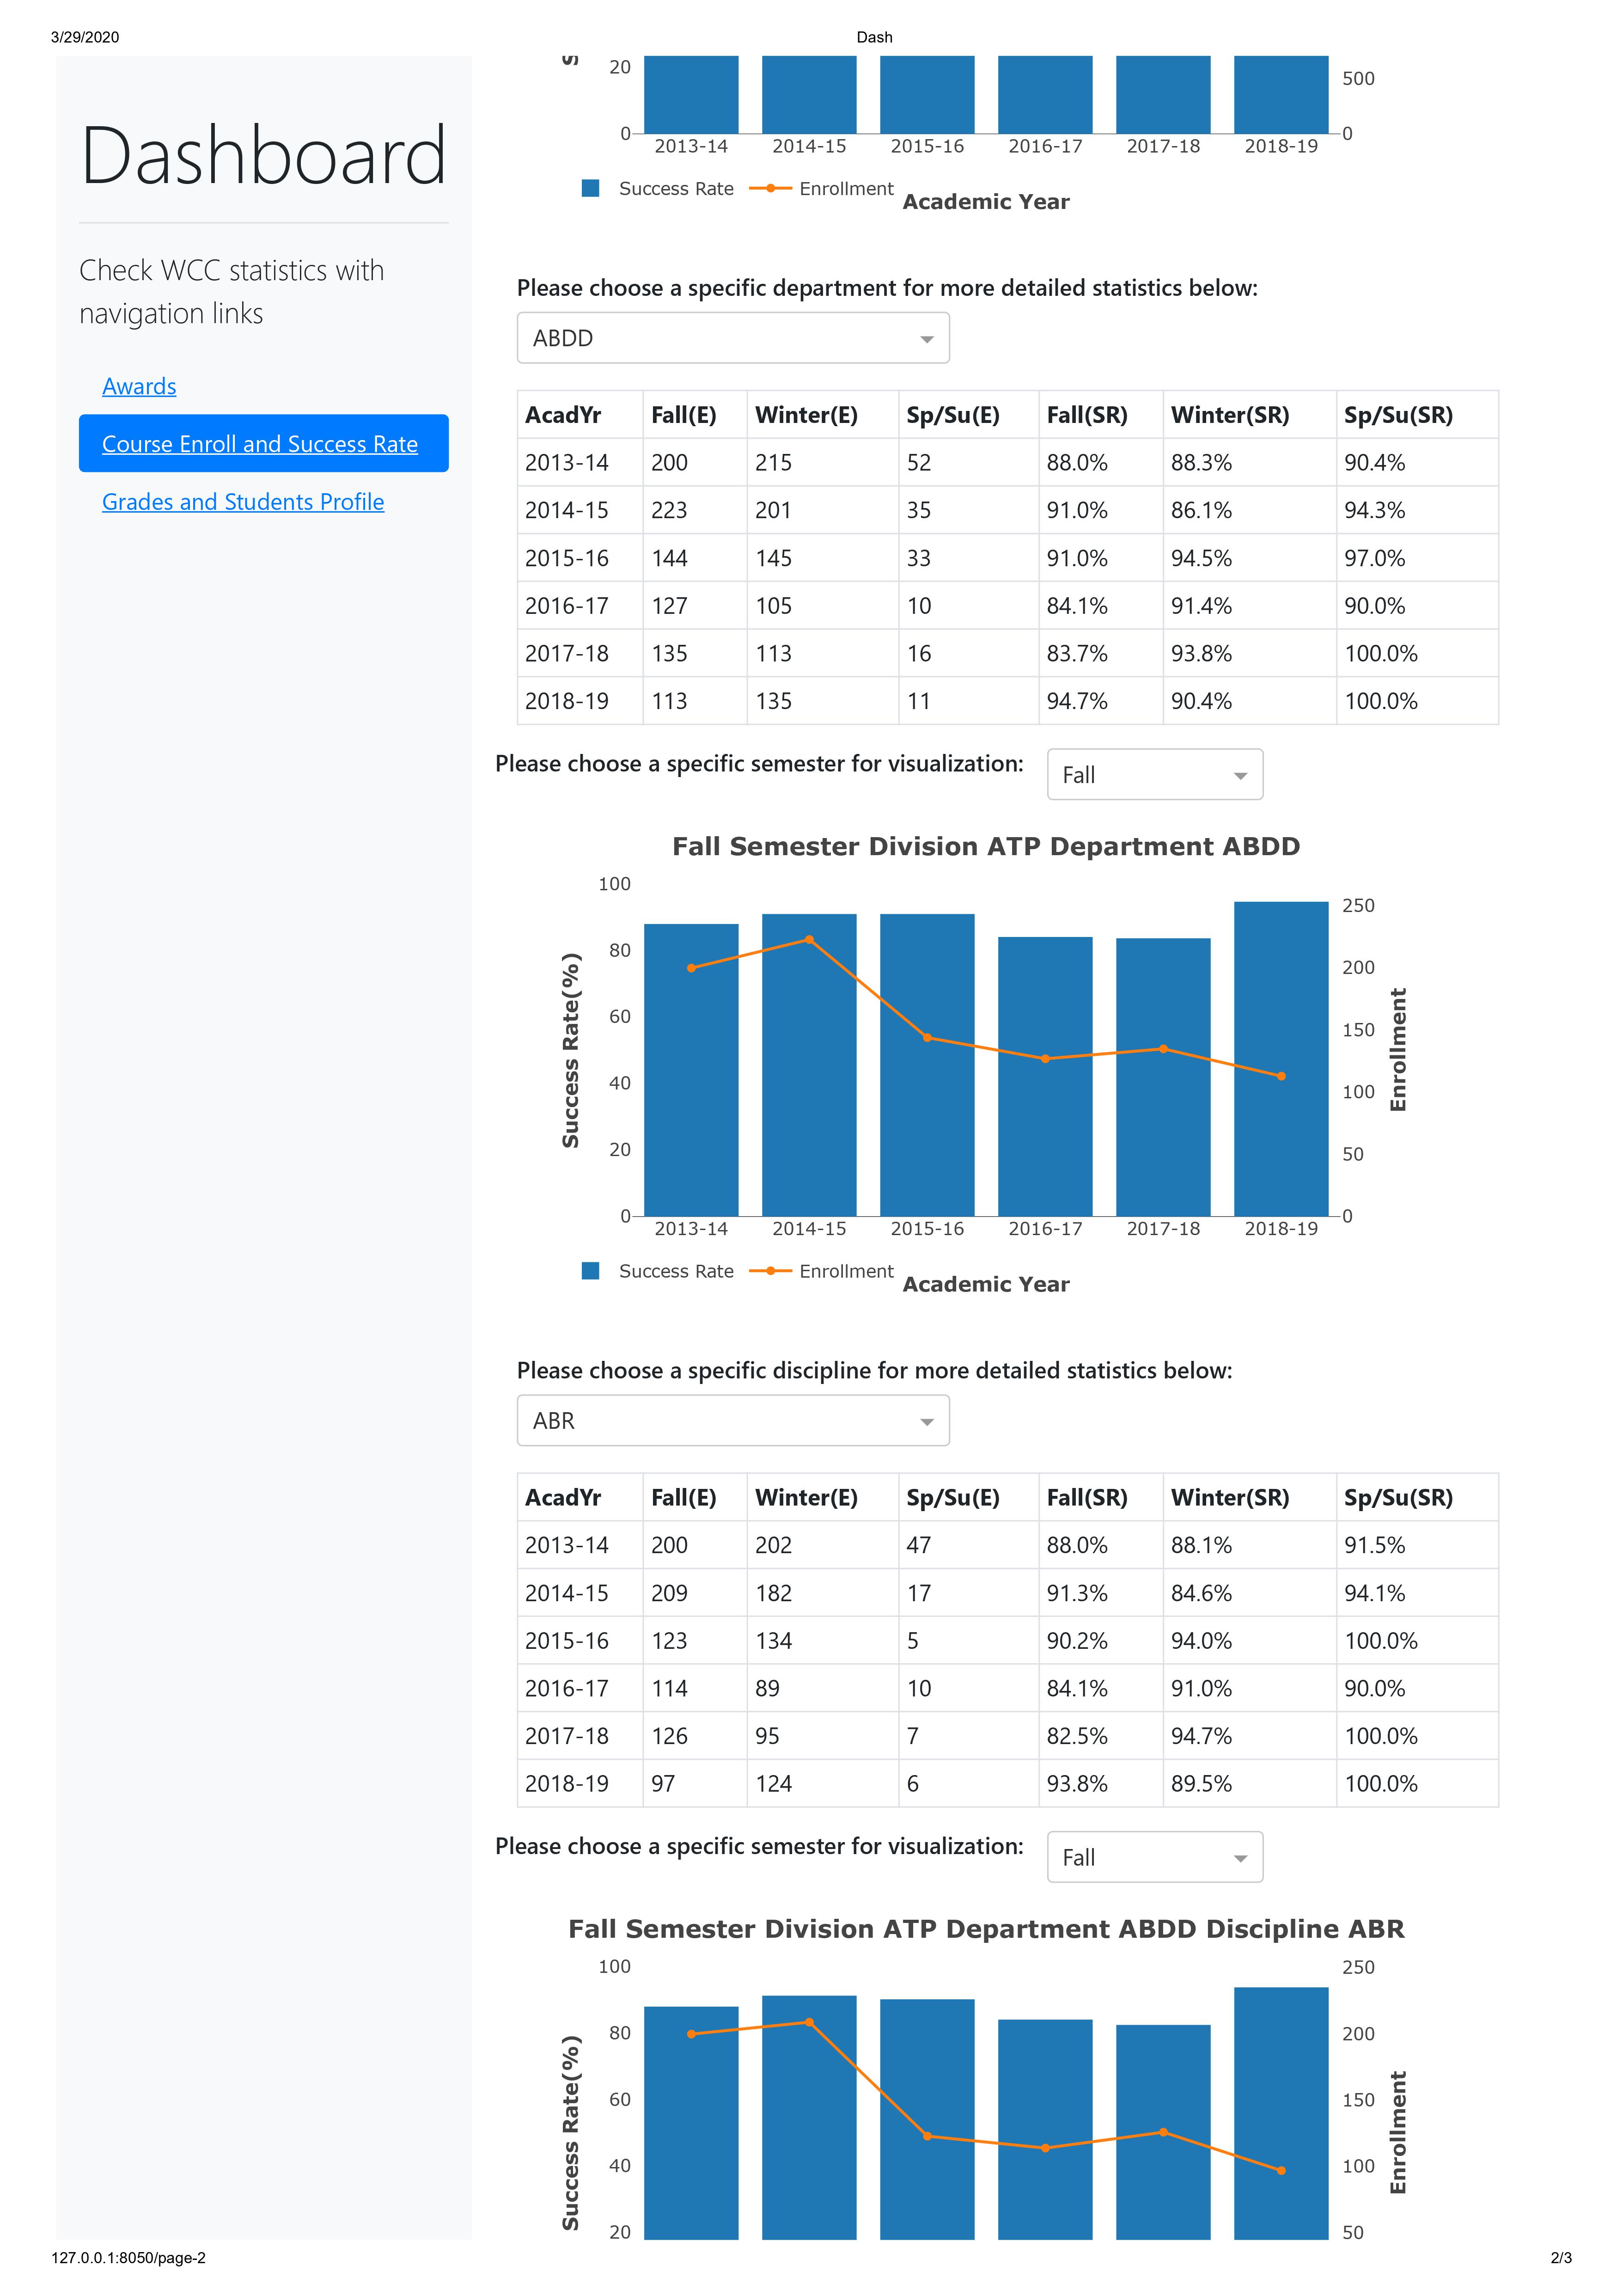 3/29/2020 Dash
Dashboard
Check WCC statistics with
navigation links
Awards
Course Enroll and Success Rate
Grades and Students Profile
20
500
0
0
2013-14 2014-15 2015-16 2016-17 2017-18 2018-19
Success Rate Enrollment
Academic Year
Please choose a specific department for more detailed statistics below:
ABDD
AcadYr Fall(E) Winter(E) Sp/Su(E) Fall(SR) Winter(SR) Sp/Su(SR)
2013-14 200 215 52 88.0% 88.3% 90.4%
2014-15 223 201 35 91.0% 86.1% 94.3%
2015-16 144 145 33 91.0% 94.5% 97.0%
2016-17 127 105 10 84.1% 91.4% 90.0%
2017-18 135 113 16 83.7% 93.8% 100.0%
2018-19 113 135 11 94.7% 90.4% 100.0%
Please choose a specific semester for visualization: Fall
Fall Semester Division ATP Department ABDD
100
80
60
40
20
0
Success Rate(%)
250
200
150
100
50
0
Enrollment
2013-14 2014-15 2015-16 2016-17 2017-18 2018-19
Success Rate Enrollment
Academic Year
Please choose a specific discipline for more detailed statistics below:
ABR
AcadYr Fall(E) Winter(E) Sp/Su(E) Fall(SR) Winter(SR) Sp/Su(SR)
2013-14 200 202 47 88.0% 88.1% 91.5%
2014-15 209 182 17 91.3% 84.6% 94.1%
2015-16 123 134 5 90.2% 94.0% 100.0%
2016-17 114 89 10 84.1% 91.0% 90.0%
2017-18 126 95 7 82.5% 94.7% 100.0%
2018-19 97 124 6 93.8% 89.5% 100.0%
Please choose a specific semester for visualization: Fall
Fall Semester Division ATP Department ABDD Discipline ABR
100
80
60
40
20
Success Rate(%)
250
200
150
100
50
Enrollment
127.0.0.1:8050/page-2 2/3